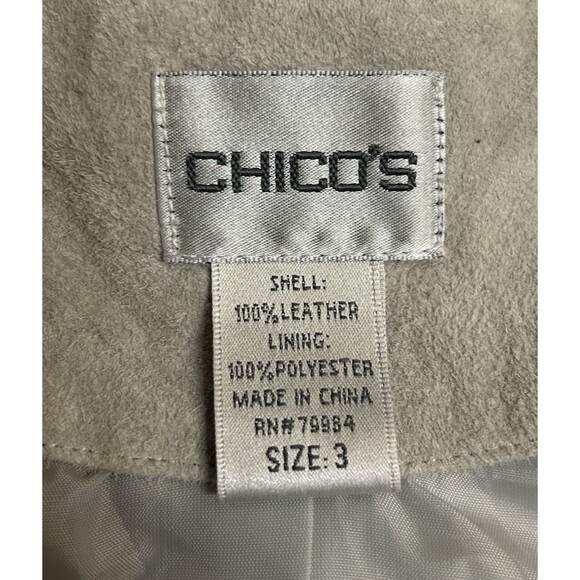 CHICO'S
SHELL:
100%LEATHER
LINING:
100%POLYESTER
MADE IN CHINA
RN#79984
SIZE:3